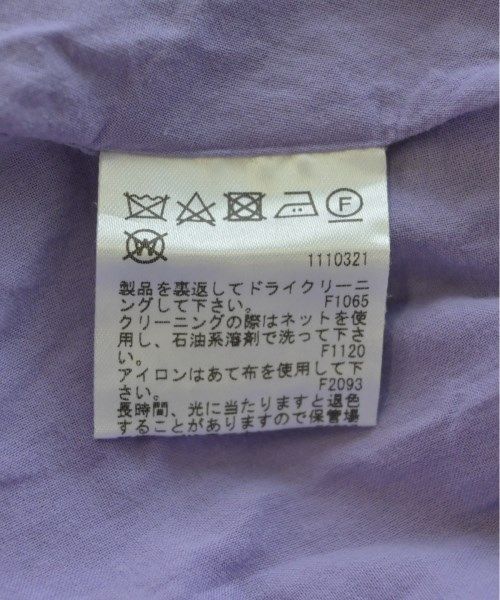 F
W
1110321
製品を裏返してドライクリーニ
ングして下さい。 F1065
クリーニングの際はネットを使
用し、石油系溶剤で洗って下さ
い。 F1120
アイロンはあて布を使用して下
さい。 F2093
長時間、光に当たりますと退色
することがありますので保管場